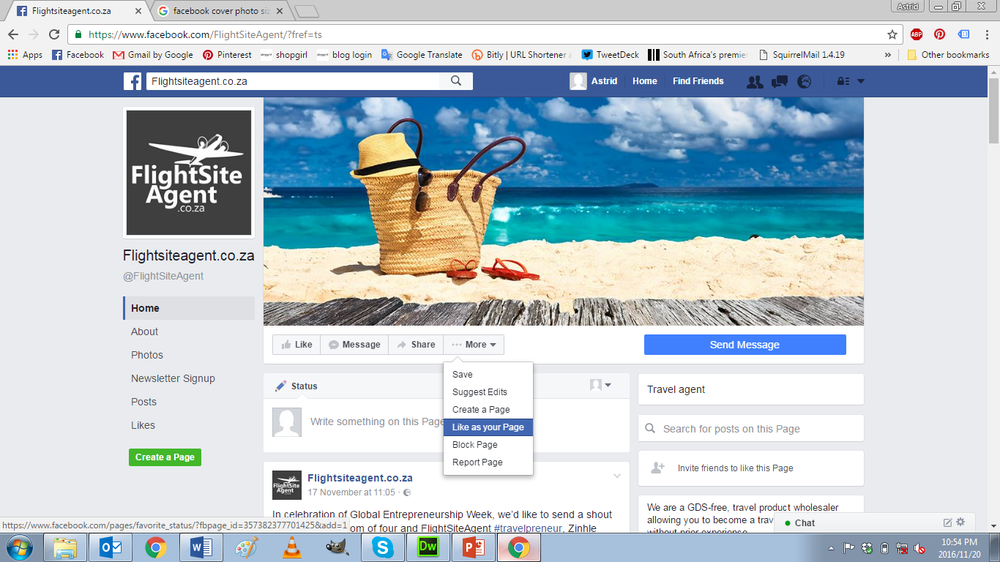 Flightsiteagent.co.za
facebook cover photo siz
Astrid
https://www.facebook.com/FlightSiteAgent/?fref=ts
ABP
Apps
Facebook
Gmail by Google
Pinterest
shopgirl
blog login
Google Translate
Bitly | URL Shortener a
TweetDeck
South Africa's premier
SquirrelMail 1.4.19
Other bookmarks
Flightsiteagent.co.za
Astrid
Home
Find Friends
FlightSite
Agent
.co.za
Flightsiteagent.co.za
@FlightSiteAgent
Home
About
Photos
Newsletter Signup
Posts
Likes
Create a Page
Like
Message
Share
More
Send Message
Save
Suggest Edits
Create a Page
Like as your Page
Block Page
Report Page
Status
Write something on this Page
Travel agent
Search for posts on this Page
Invite friends to like this Page
Flightsiteagent.co.za
17 November at 11:05 ·
In celebration of Global Entrepreneurship Week, we'd like to send a shout
om of four and FlightSiteAgent #travelpreneur, Zinhle
We are a GDS-free, travel product wholesaler
allowing you to become a trav
without prior experience
Chat
https://www.facebook.com/pages/favorite_status/?fbpage_id=357382377701425&add=1
Dw
10:54 PM
2016/11/20